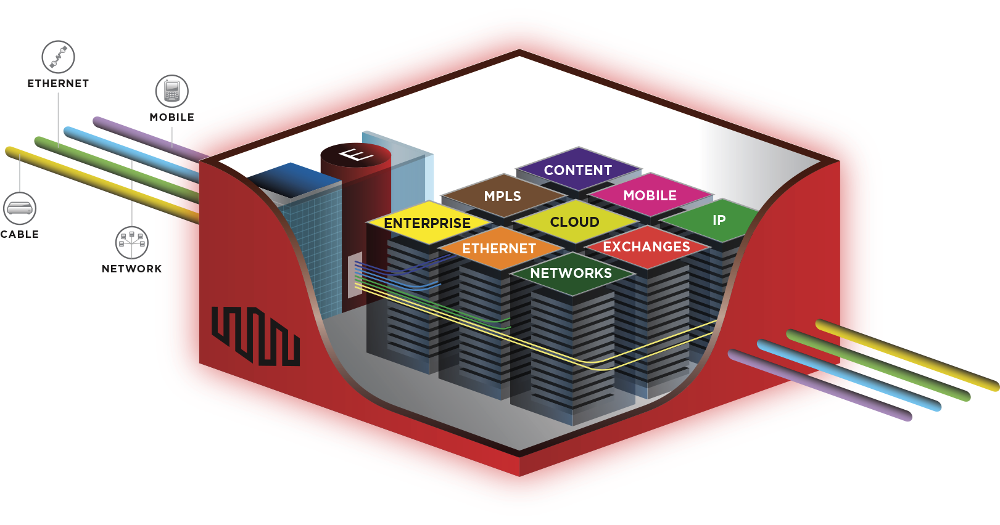 ETHERNET
MOBILE
CABLE
NETWORK
E
CONTENT
MPLS
MOBILE
ENTERPRISE
CLOUD
IP
ETHERNET
EXCHANGES
NETWORKS